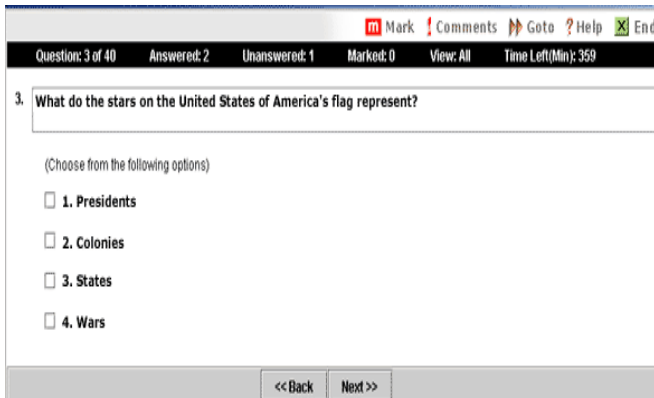 m Mark ! Comments Goto ? Help X End
Question: 3 of 40 Answered: 2 Unanswered: 1 Marked: 0 View: All Time Left(Min): 359
3. What do the stars on the United States of America's flag represent?
(Choose from the following options)
1. Presidents
2. Colonies
3. States
4. Wars
<< Back Next >>